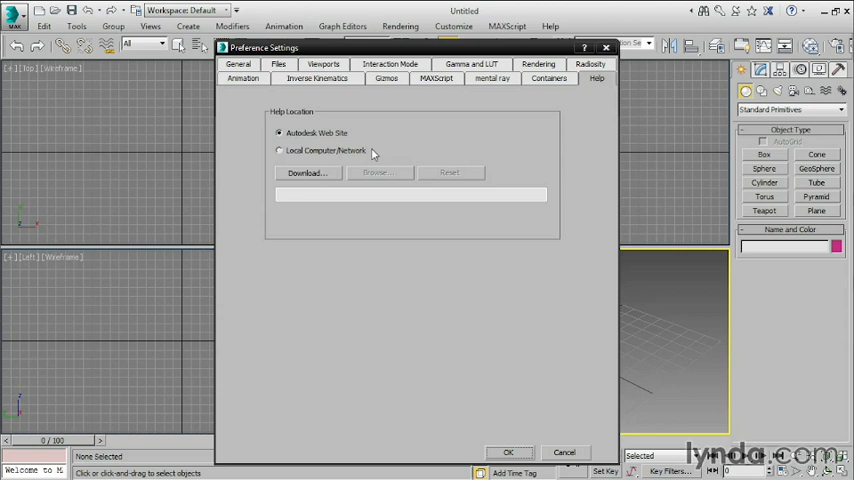 Workspace: Default
Untitled
MAX
Edit Tools Group Views Create Modifiers Animation Graph Editors Rendering Customize MAXScript Help
All
[+] [Top] [Wireframe]
Preference Settings
General Files Viewports Interaction Mode Gamma and LUT Rendering Radiosity
Animation Inverse Kinematics Gizmos MAXScript mental ray Containers Help
Help Location
Autodesk Web Site
Local Computer/Network
Download... Browse... Reset
OK Cancel
Standard Primitives
Object Type
AutoGrid
Box Cone
Sphere GeoSphere
Cylinder Tube
Torus Pyramid
Teapot Plane
Name and Color
[+] [Left] [Wireframe]
z
x
z
y
0 / 100
None Selected
Welcome to M
Click or click-and-drag to select objects
Add Time Tag
Selected
Set Key
Key Filters...
0
lynda.com